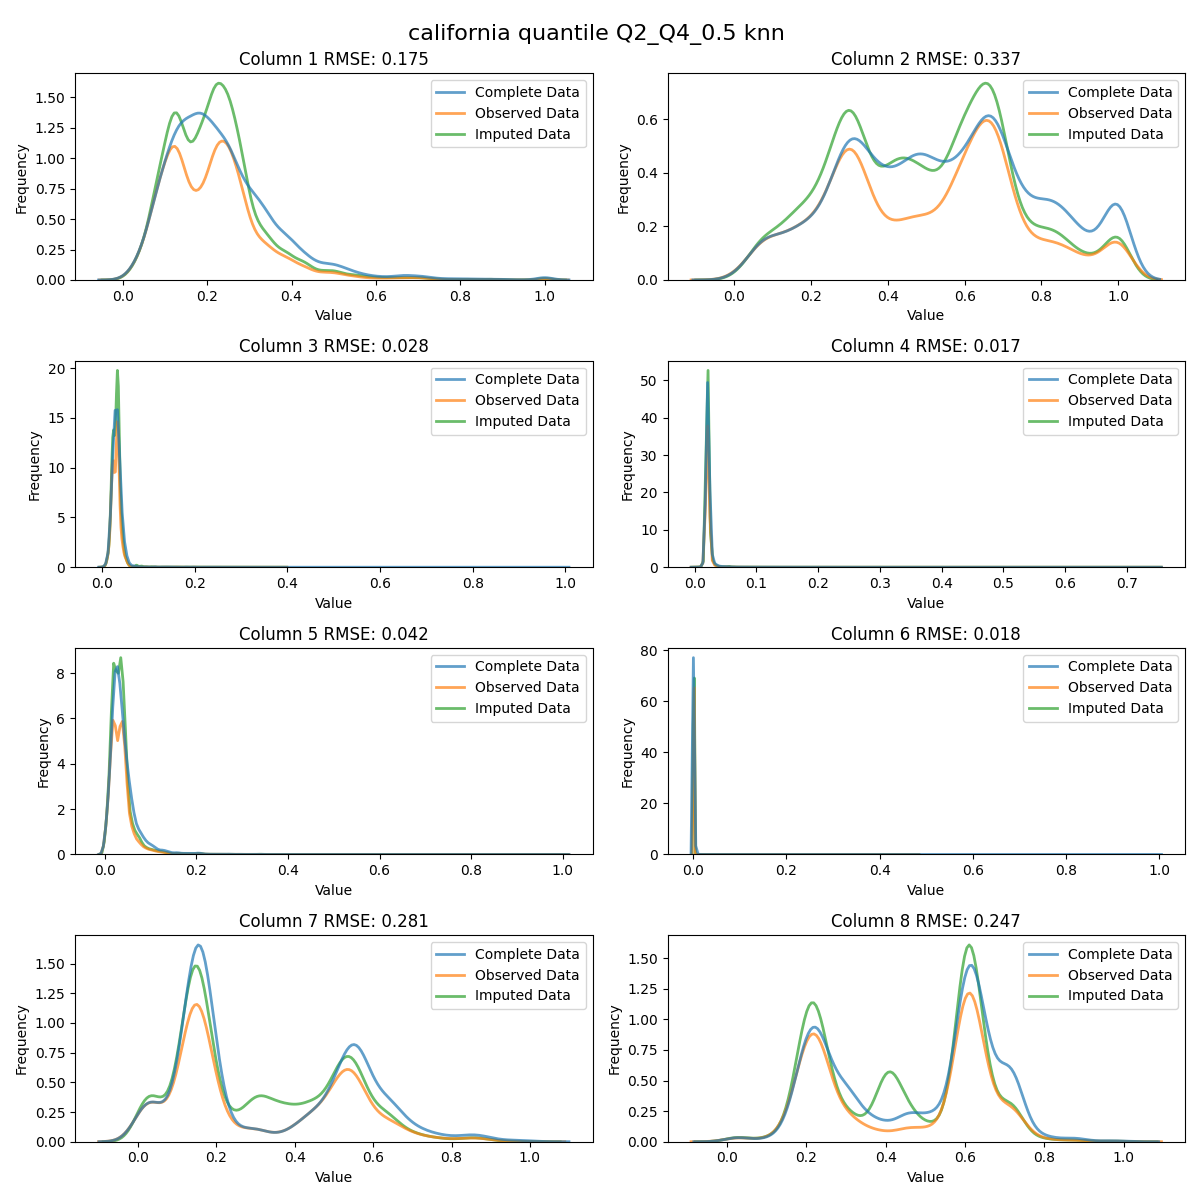 california quantile Q2_Q4_0.5 knn
Column 1 RMSE: 0.175
Frequency
0.00
0.25
0.50
0.75
1.00
1.25
1.50
0.0 0.2 0.4 0.6 0.8 1.0
Value
Complete Data
Observed Data
Imputed Data
Column 2 RMSE: 0.337
Frequency
0.0
0.2
0.4
0.6
0.0 0.2 0.4 0.6 0.8 1.0
Value
Complete Data
Observed Data
Imputed Data
Column 3 RMSE: 0.028
Frequency
0
5
10
15
20
0.0 0.2 0.4 0.6 0.8 1.0
Value
Complete Data
Observed Data
Imputed Data
Column 4 RMSE: 0.017
Frequency
0
10
20
30
40
50
0.0 0.1 0.2 0.3 0.4 0.5 0.6 0.7
Value
Complete Data
Observed Data
Imputed Data
Column 5 RMSE: 0.042
Frequency
0
2
4
6
8
0.0 0.2 0.4 0.6 0.8 1.0
Value
Complete Data
Observed Data
Imputed Data
Column 6 RMSE: 0.018
Frequency
0
20
40
60
80
0.0 0.2 0.4 0.6 0.8 1.0
Value
Complete Data
Observed Data
Imputed Data
Column 7 RMSE: 0.281
Frequency
0.00
0.25
0.50
0.75
1.00
1.25
1.50
0.0 0.2 0.4 0.6 0.8 1.0
Value
Complete Data
Observed Data
Imputed Data
Column 8 RMSE: 0.247
Frequency
0.00
0.25
0.50
0.75
1.00
1.25
1.50
0.0 0.2 0.4 0.6 0.8 1.0
Value
Complete Data
Observed Data
Imputed Data